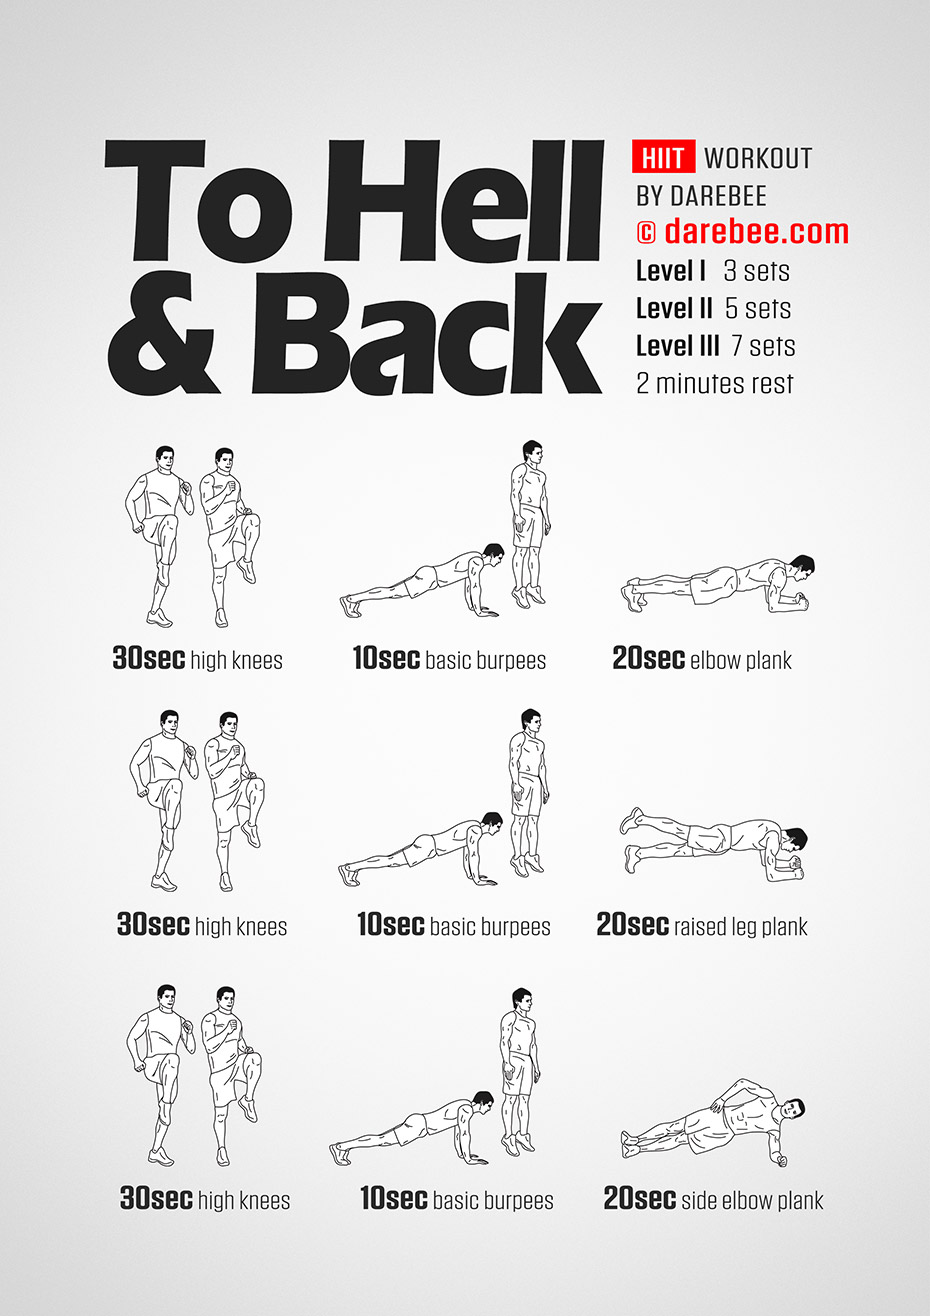 To Hell
& Back
HIIT WORKOUT
BY DAREBEE
© darebee.com
Level I 3 sets
Level II 5 sets
Level III 7 sets
2 minutes rest
30sec high knees
10sec basic burpees
20sec elbow plank
30sec high knees
10sec basic burpees
20sec raised leg plank
30sec high knees
10sec basic burpees
20sec side elbow plank